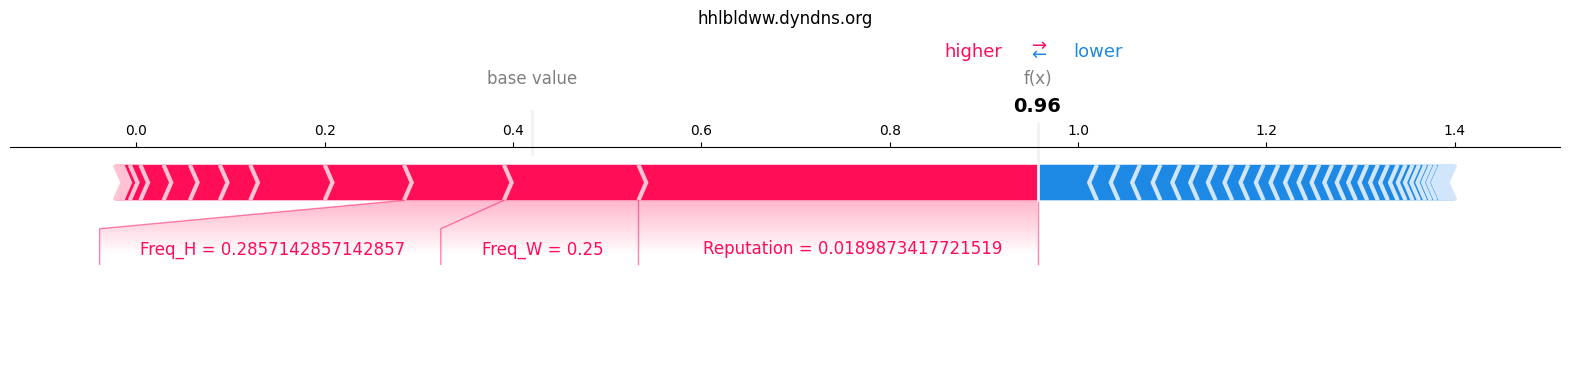 hhlbldww.dyndns.org
higher ⇄ lower
base value f(x)
0.96
0.0 0.2 0.4 0.6 0.8 1.0 1.2 1.4
Freq_H = 0.2857142857142857 Freq_W = 0.25 Reputation = 0.0189873417721519